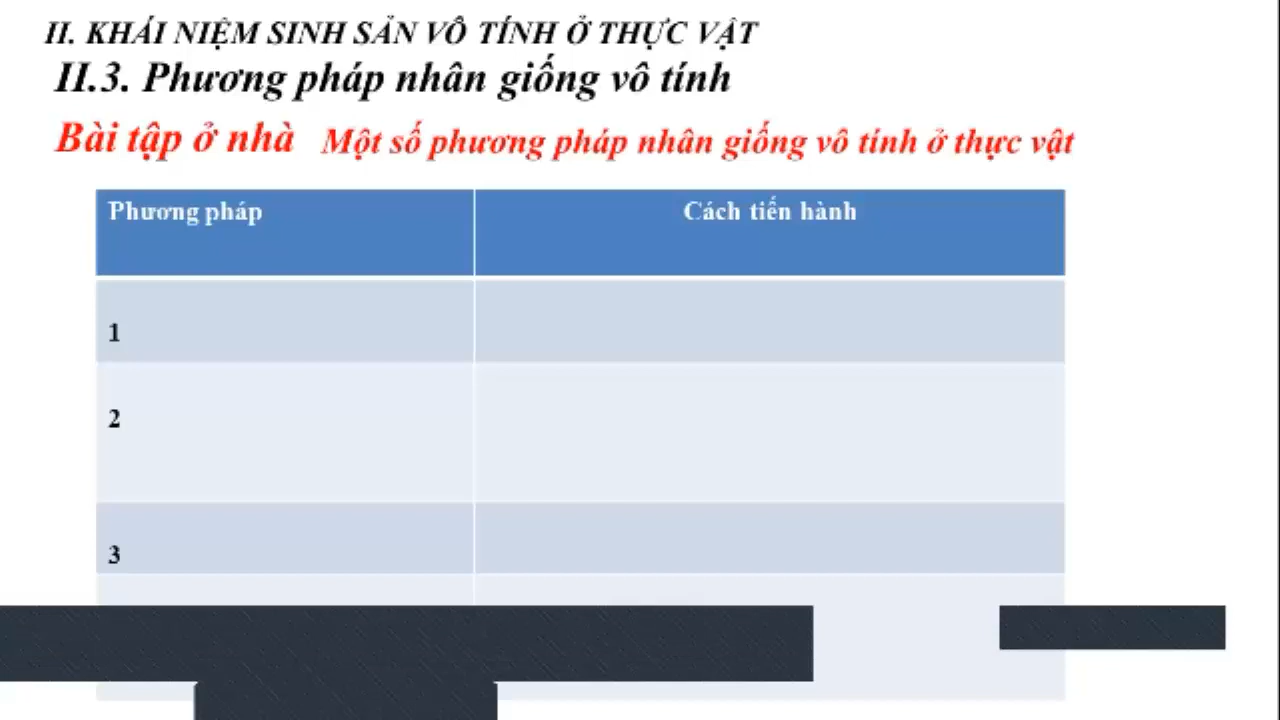 II. KHÁI NIỆM SINH SẢN VÔ TÍNH Ở THỰC VẬT
II.3. Phương pháp nhân giống vô tính
Bài tập ở nhà Một số phương pháp nhân giống vô tính ở thực vật
Phương pháp Cách tiến hành
1
2
3